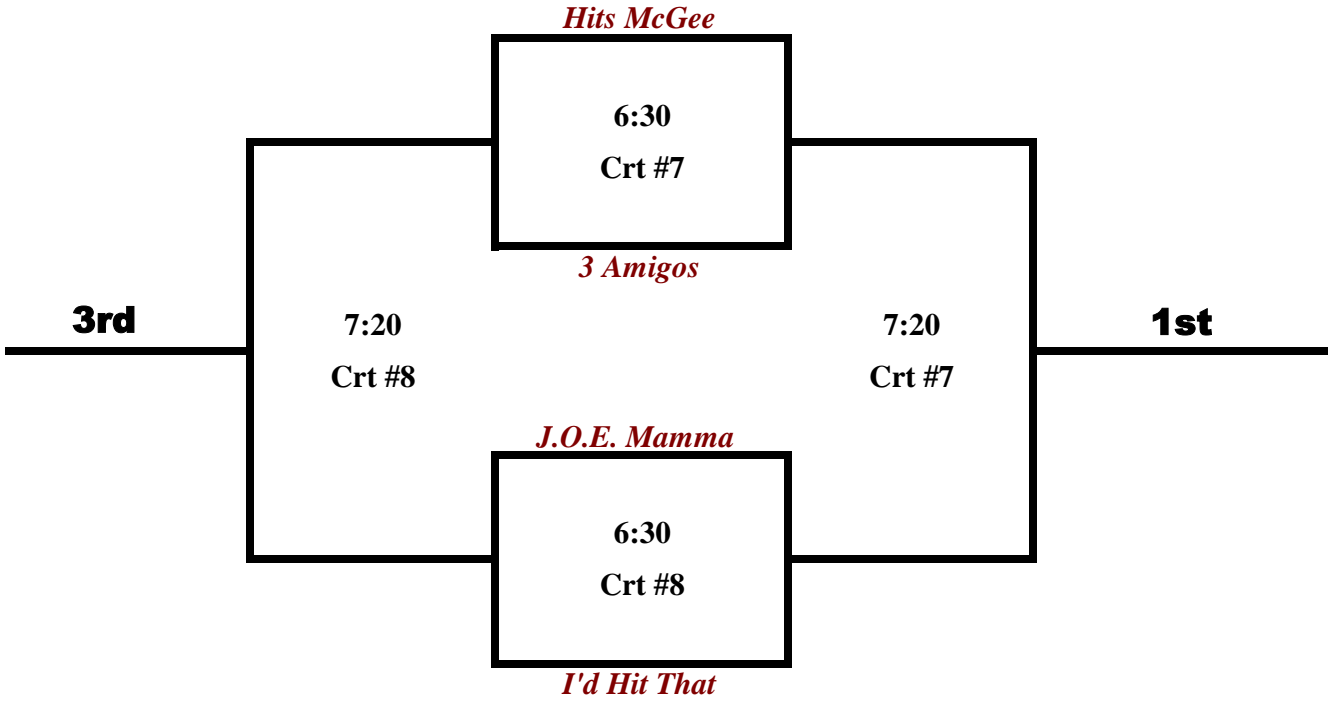 Hits McGee
6:30
Crt #7
3 Amigos
3rd
7:20
Crt #8
7:20
Crt #7
1st
J.O.E. Mamma
6:30
Crt #8
I'd Hit That